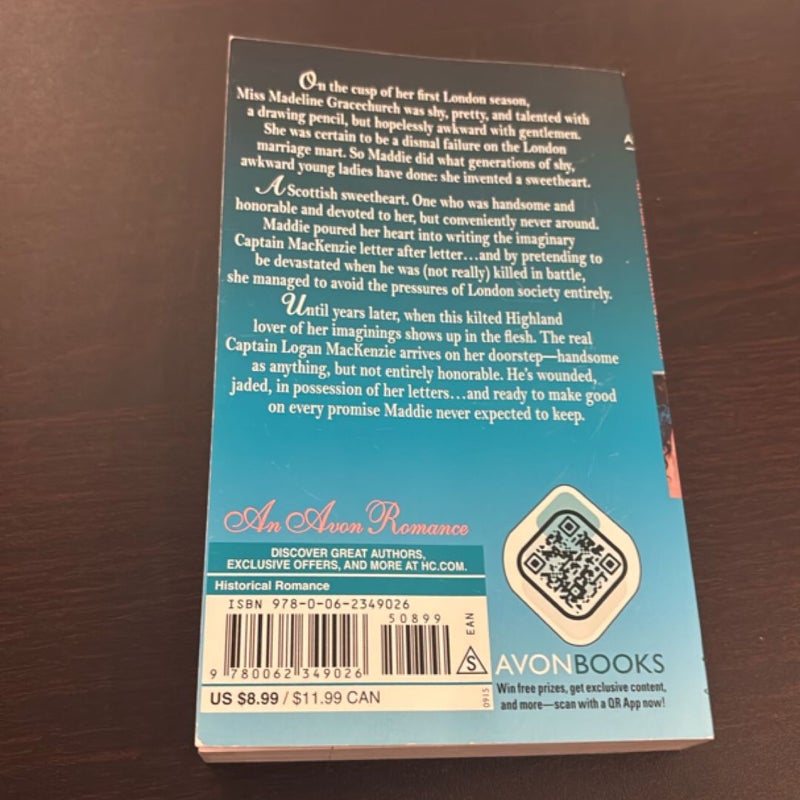 On the cusp of her first London season,
Miss Madeline Gracechurch was shy, pretty, and talented with
a drawing pencil, but hopelessly awkward with gentlemen.
She was certain to be a dismal failure on the London
marriage mart. So Maddie did what generations of shy,
awkward young ladies have done: she invented a sweetheart.
A Scottish sweetheart. One who was handsome and
honorable and devoted to her, but conveniently never around.
Maddie poured her heart into writing the imaginary
Captain MacKenzie letter after letter...and by pretending to
be devastated when he was (not really) killed in battle,
she managed to avoid the pressures of London society entirely.
Until years later, when this kilted Highland
lover of her imaginings shows up in the flesh. The real
Captain Logan MacKenzie arrives on her doorstep—handsome
as anything, but not entirely honorable. He's wounded,
jaded, in possession of her letters...and ready to make good
on every promise Maddie never expected to keep.
An Avon Romance
DISCOVER GREAT AUTHORS,
EXCLUSIVE OFFERS, AND MORE AT HC.COM.
Historical Romance
ISBN 978-0-06-2349026
50899
EAN
S
9 780062 349026
US $8.99 / $11.99 CAN
0915
AVONBOOKS
Win free prizes, get exclusive content,
and more—scan with a QR App now!